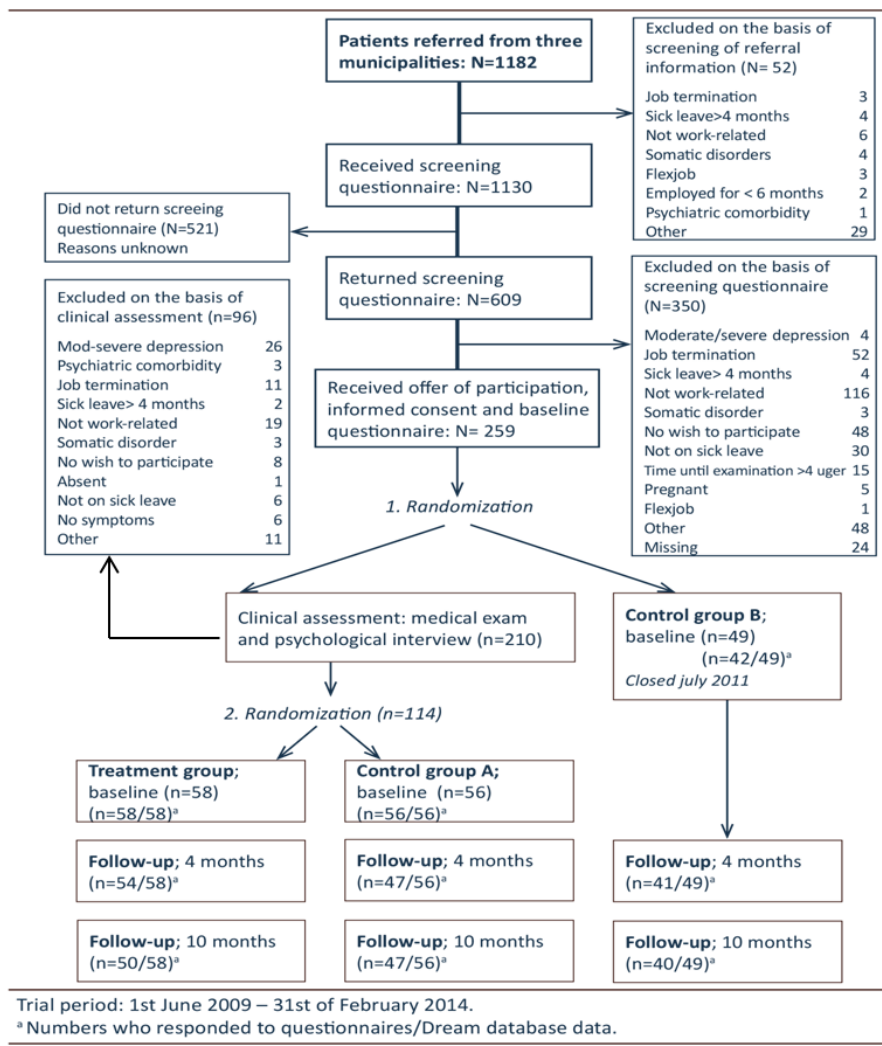 Patients referred from three
municipalities: N=1182
Excluded on the basis of
screening of referral
information (N= 52)
Job termination 3
Sick leave>4 months 4
Not work-related 6
Somatic disorders 4
Flexjob 3
Employed for < 6 months 2
Psychiatric comorbidity 1
Other 29
Received screening
questionnaire: N=1130
Did not return screeing
questionnaire (N=521)
Reasons unknown
Returned screening
questionnaire: N=609
Excluded on the basis of
screening questionnaire
(N=350)
Moderate/severe depression 4
Job termination 52
Sick leave> 4 months 4
Not work-related 116
Somatic disorder 3
No wish to participate 48
Not on sick leave 30
Time until examination >4 uger 15
Pregnant 5
Flexjob 1
Other 48
Missing 24
Excluded on the basis of
clinical assessment (n=96)
Mod-severe depression 26
Psychiatric comorbidity 3
Job termination 11
Sick leave> 4 months 2
Not work-related 19
Somatic disorder 3
No wish to participate 8
Absent 1
Not on sick leave 6
No symptoms 6
Other 11
Received offer of participation,
informed consent and baseline
questionnaire: N= 259
1. Randomization
Clinical assessment: medical exam
and psychological interview (n=210)
Control group B;
baseline (n=49)
(n=42/49)ᵃ
Closed july 2011
2. Randomization (n=114)
Treatment group;
baseline (n=58)
(n=58/58)ᵃ
Control group A;
baseline (n=56)
(n=56/56)ᵃ
Follow-up; 4 months
(n=54/58)ᵃ
Follow-up; 4 months
(n=47/56)ᵃ
Follow-up; 4 months
(n=41/49)ᵃ
Follow-up; 10 months
(n=50/58)ᵃ
Follow-up; 10 months
(n=47/56)ᵃ
Follow-up; 10 months
(n=40/49)ᵃ
Trial period: 1st June 2009 – 31st of February 2014.
ᵃ Numbers who responded to questionnaires/Dream database data.